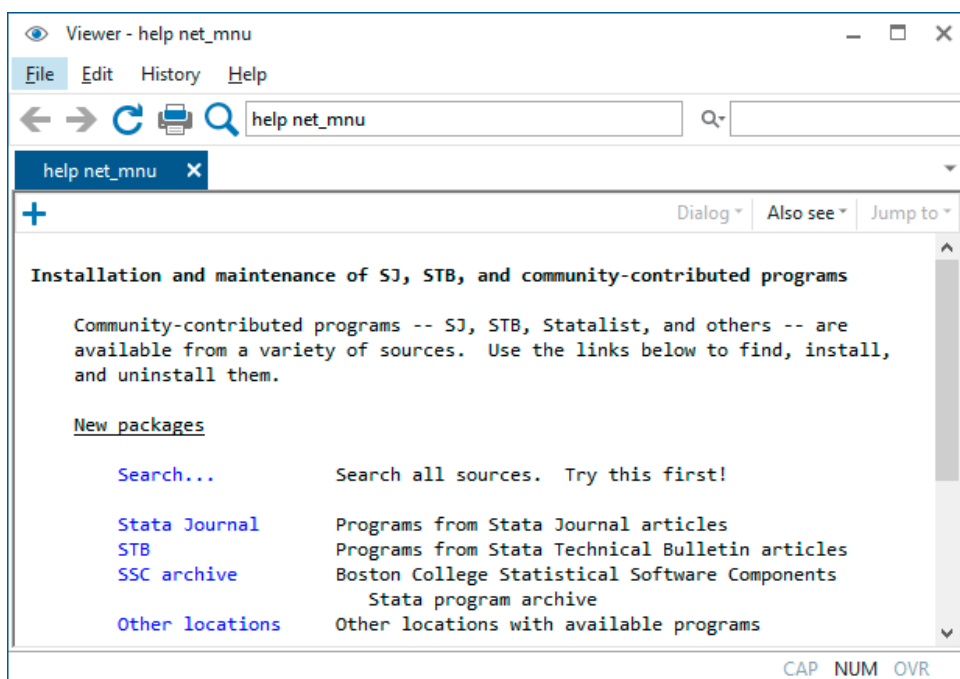 Viewer - help net_mnu
File Edit History Help
help net_mnu
help net_mnu
Dialog Also see Jump to
Installation and maintenance of SJ, STB, and community-contributed programs
Community-contributed programs -- SJ, STB, Statalist, and others -- are
available from a variety of sources.  Use the links below to find, install,
and uninstall them.
New packages
Search... Search all sources.  Try this first!
Stata Journal Programs from Stata Journal articles
STB Programs from Stata Technical Bulletin articles
SSC archive Boston College Statistical Software Components
Stata program archive
Other locations Other locations with available programs
CAP NUM OVR